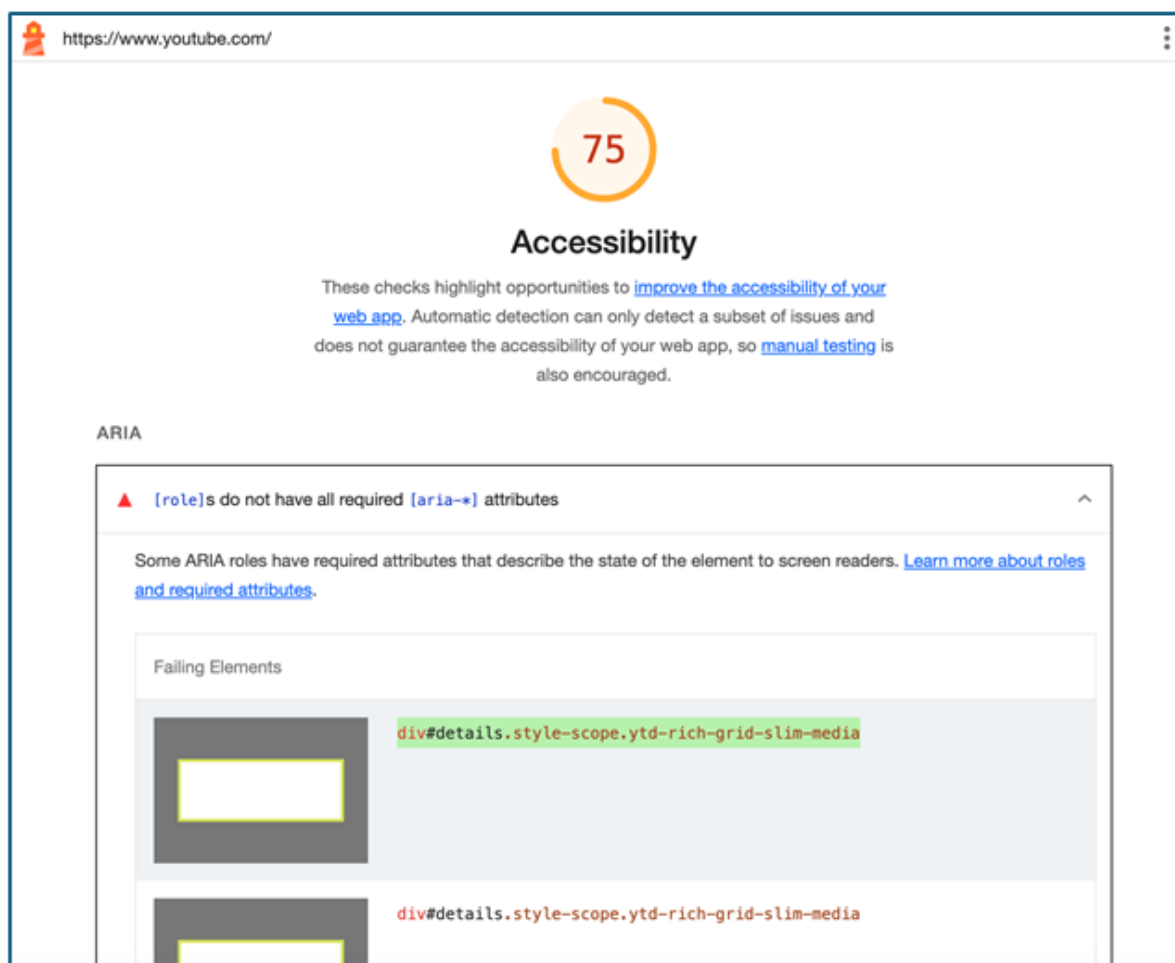 https://www.youtube.com/
75
Accessibility
These checks highlight opportunities to improve the accessibility of your
web app. Automatic detection can only detect a subset of issues and
does not guarantee the accessibility of your web app, so manual testing is
also encouraged.
ARIA
[role]s do not have all required [aria-*] attributes
Some ARIA roles have required attributes that describe the state of the element to screen readers. Learn more about roles
and required attributes.
Failing Elements
div#details.style-scope.ytd-rich-grid-slim-media
div#details.style-scope.ytd-rich-grid-slim-media